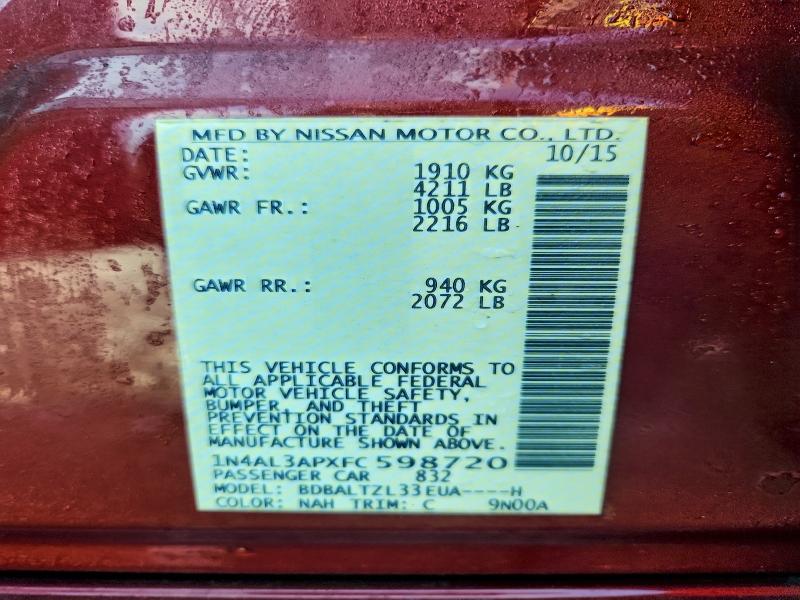 MFD BY NISSAN MOTOR CO., LTD.
DATE: 10/15
GVWR: 1910 KG
4211 LB
GAWR FR.: 1005 KG
2216 LB
GAWR RR.: 940 KG
2072 LB
THIS VEHICLE CONFORMS TO
ALL APPLICABLE FEDERAL
MOTOR VEHICLE SAFETY,
BUMPER, AND THEFT
PREVENTION STANDARDS IN
EFFECT ON THE DATE OF
MANUFACTURE SHOWN ABOVE.
1N4AL3APXFC598720
PASSENGER CAR 832
MODEL: BDBALTZL33EUA----H
COLOR: NAH TRIM: C 9N00A